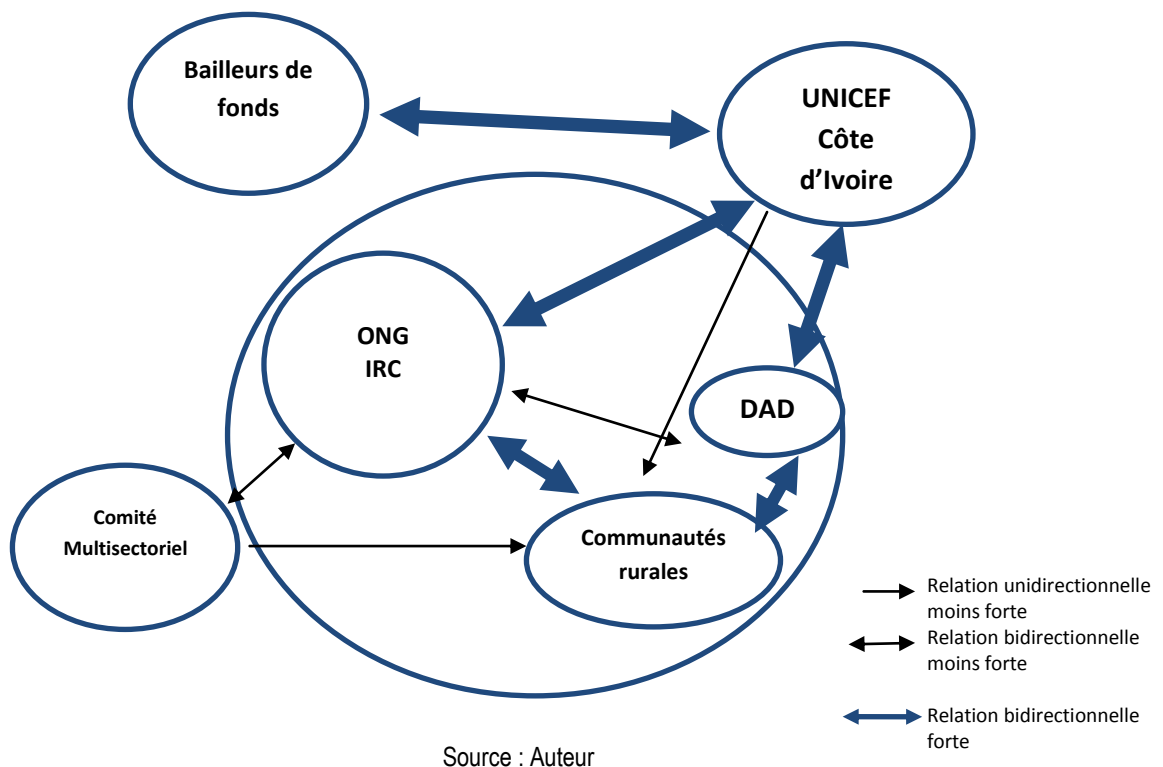 Bailleurs de
fonds
UNICEF
Côte
d'Ivoire
ONG
IRC
DAD
Comité
Multisectoriel
Communautés
rurales
Relation unidirectionnelle
moins forte
Relation bidirectionnelle
moins forte
Relation bidirectionnelle
forte
Source : Auteur